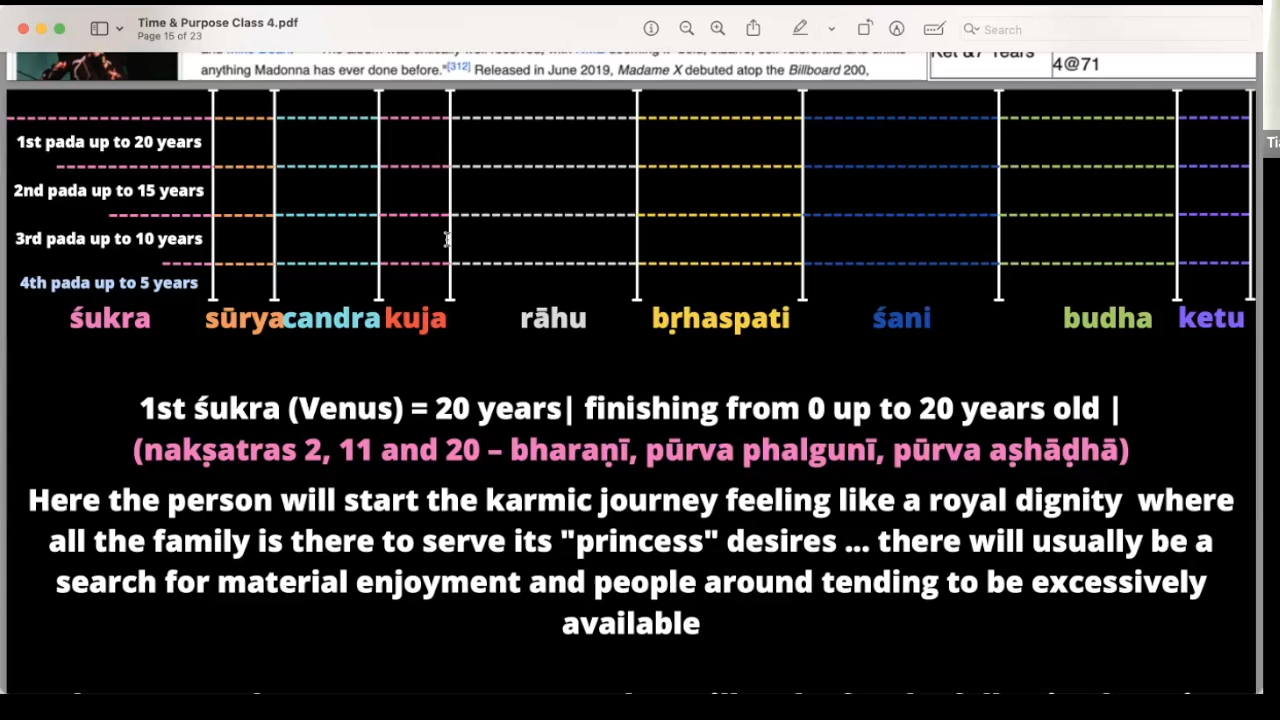 Time & Purpose Class 4.pdf
Page 15 of 23
Search
anything Madonna has ever done before."[312] Released in June 2019, Madame X debuted atop the Billboard 200,
Ket &7 Years
4@71
1st pada up to 20 years
2nd pada up to 15 years
3rd pada up to 10 years
4th pada up to 5 years
śukra sūrya candra kuja rāhu bṛhaspati śani budha ketu
1st śukra (Venus) = 20 years| finishing from 0 up to 20 years old |
(nakṣatras 2, 11 and 20 – bharaṇī, pūrva phalgunī, pūrva aṣhāḍhā)
Here the person will start the karmic journey feeling like a royal dignity where
all the family is there to serve its "princess" desires ... there will usually be a
search for material enjoyment and people around tending to be excessively
available